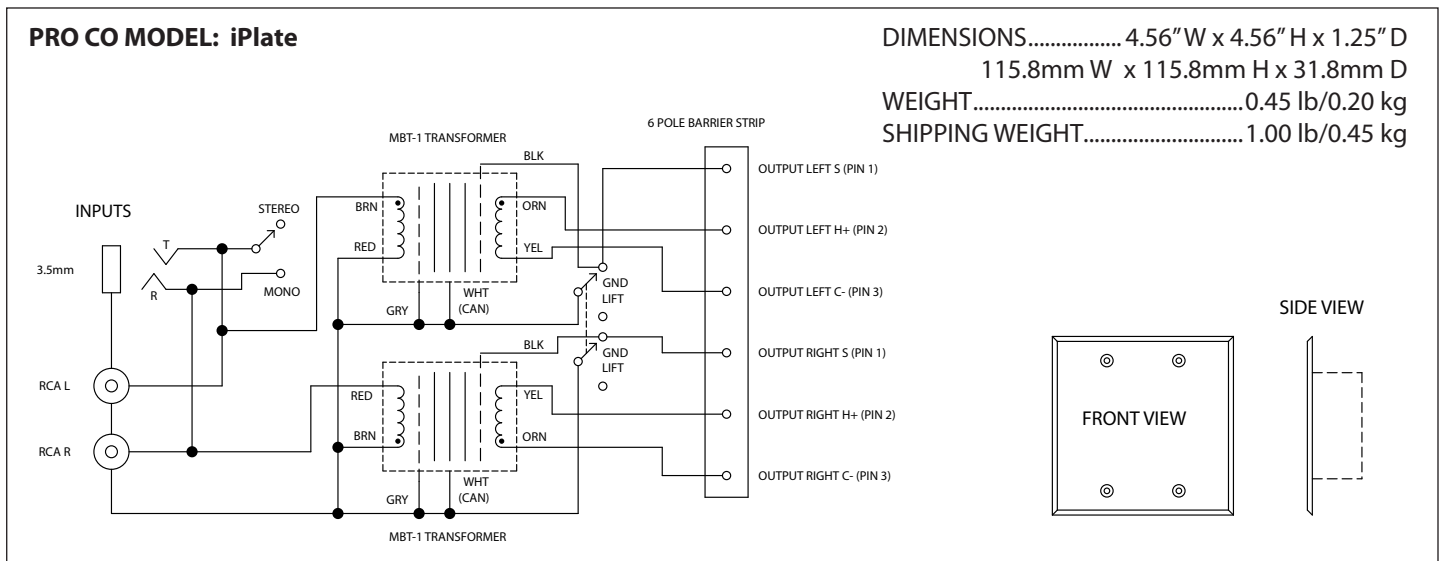 PRO CO MODEL: iPlate
DIMENSIONS................. 4.56” W x 4.56” H x 1.25” D
115.8mm W x 115.8mm H x 31.8mm D
WEIGHT.................................................0.45 lb/0.20 kg
SHIPPING WEIGHT.............................1.00 lb/0.45 kg
6 POLE BARRIER STRIP
MBT-1 TRANSFORMER
BLK
OUTPUT LEFT S (PIN 1)
INPUTS
STEREO
BRN
ORN
T
OUTPUT LEFT H+ (PIN 2)
RED
YEL
3.5mm
R
MONO
GND
LIFT
WHT
(CAN)
GRY
OUTPUT LEFT C- (PIN 3)
BLK
GND
LIFT
OUTPUT RIGHT S (PIN 1)
RCA L
RED
YEL
OUTPUT RIGHT H+ (PIN 2)
BRN
ORN
RCA R
WHT
(CAN)
GRY
OUTPUT RIGHT C- (PIN 3)
MBT-1 TRANSFORMER
SIDE VIEW
FRONT VIEW